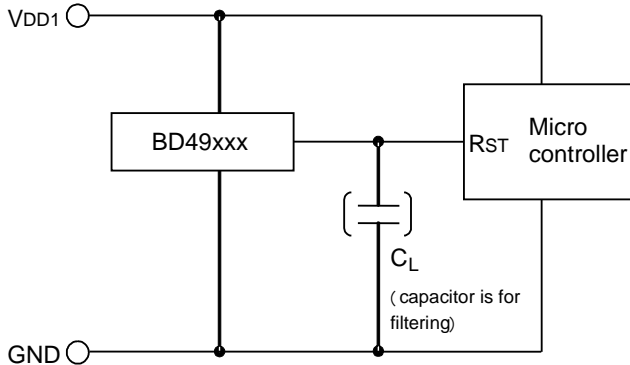 VDD1
BD49xxx
RST
Micro
controller
CL
（capacitor is for
filtering）
GND